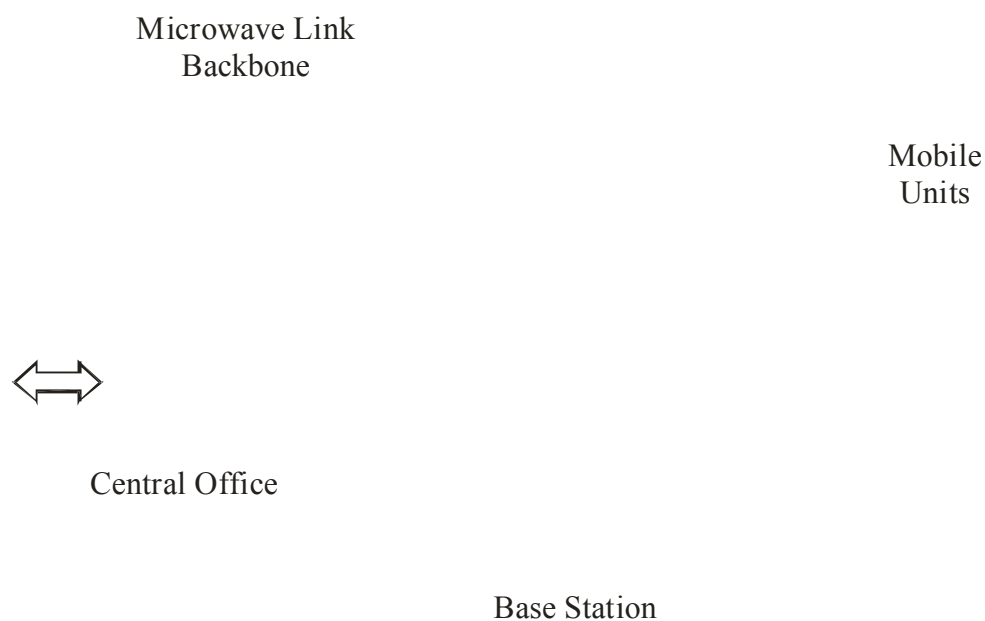 Microwave Link
Backbone
Mobile
Units
Central Office
Base Station